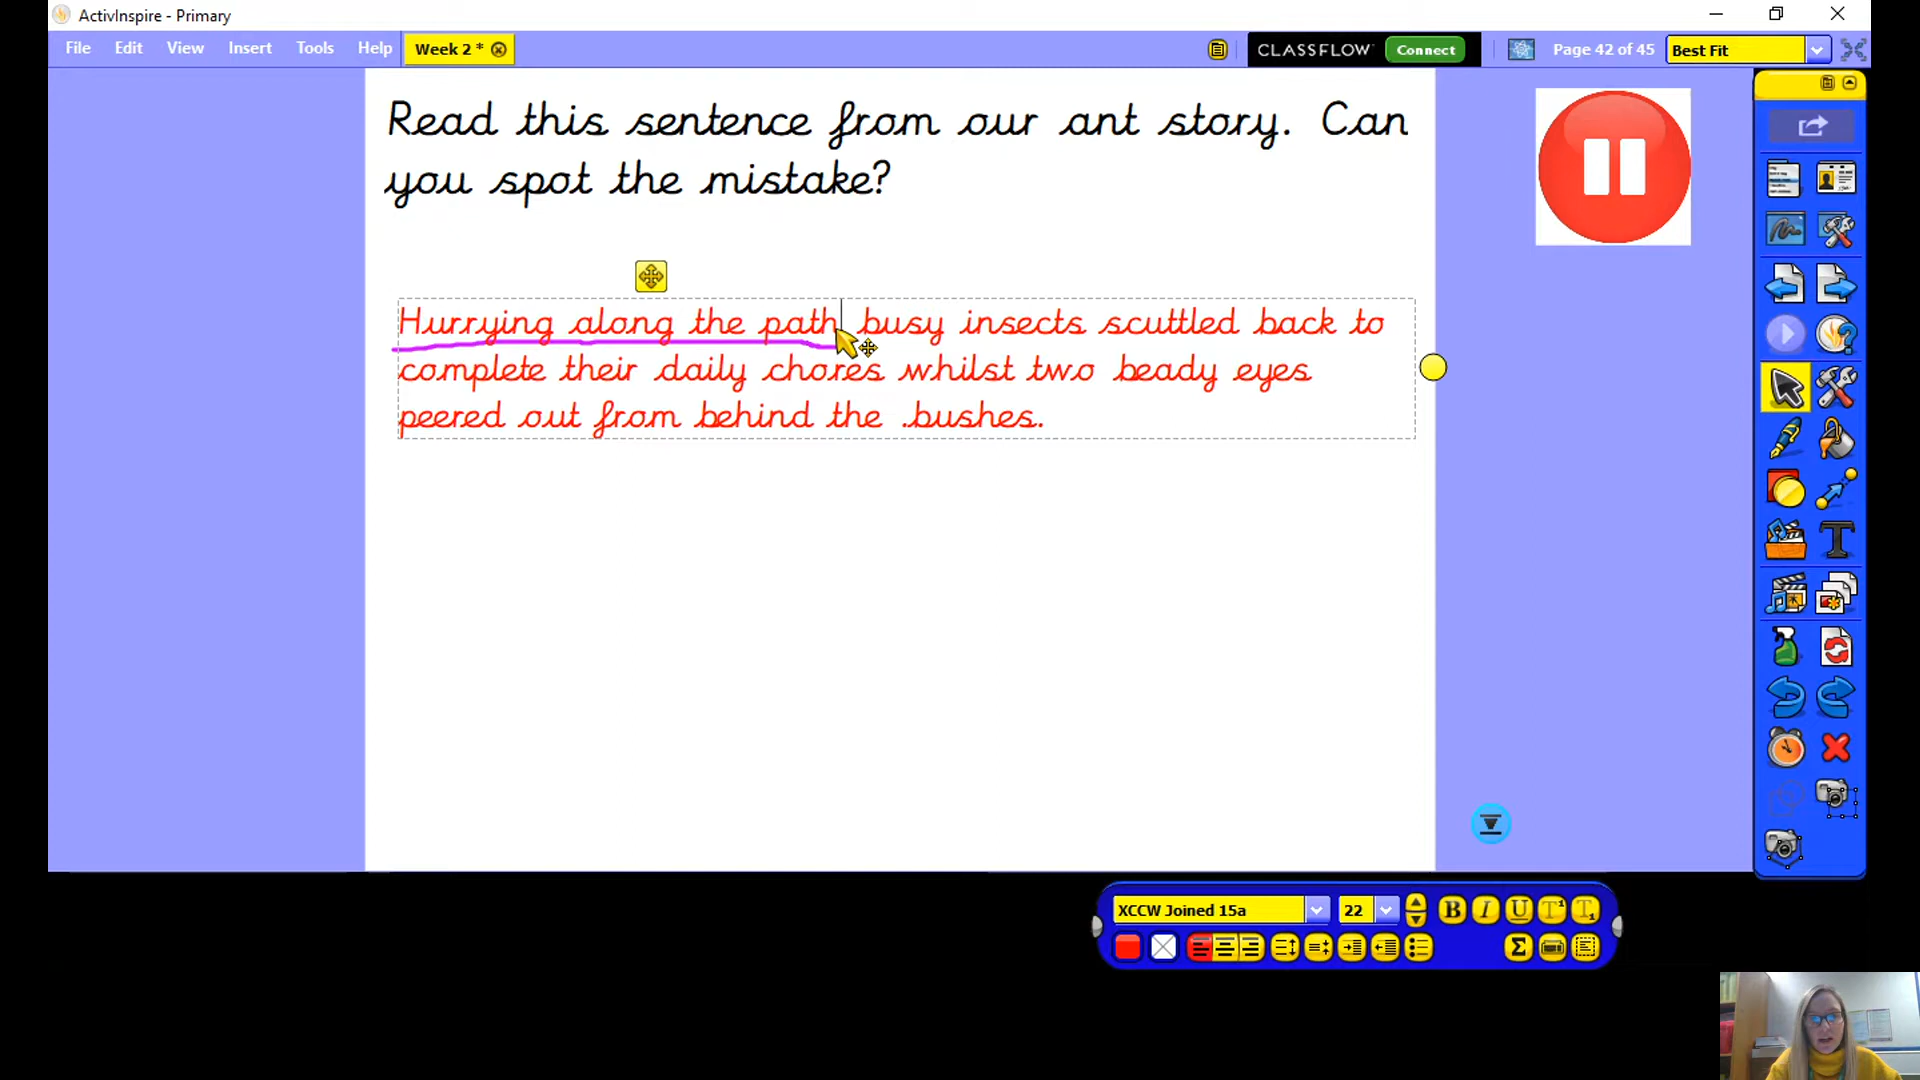 ActivInspire - Primary
File Edit View Insert Tools Help Week 2 * CLASSFLOW Connect Page 42 of 45 Best Fit
Read this sentence from our ant story. Can
you spot the mistake?
Hurrying along the path busy insects scuttled back to
complete their daily chores whilst two beady eyes
peered out from behind the .bushes.
XCCW Joined 15a 22 B I U T¹ T₁